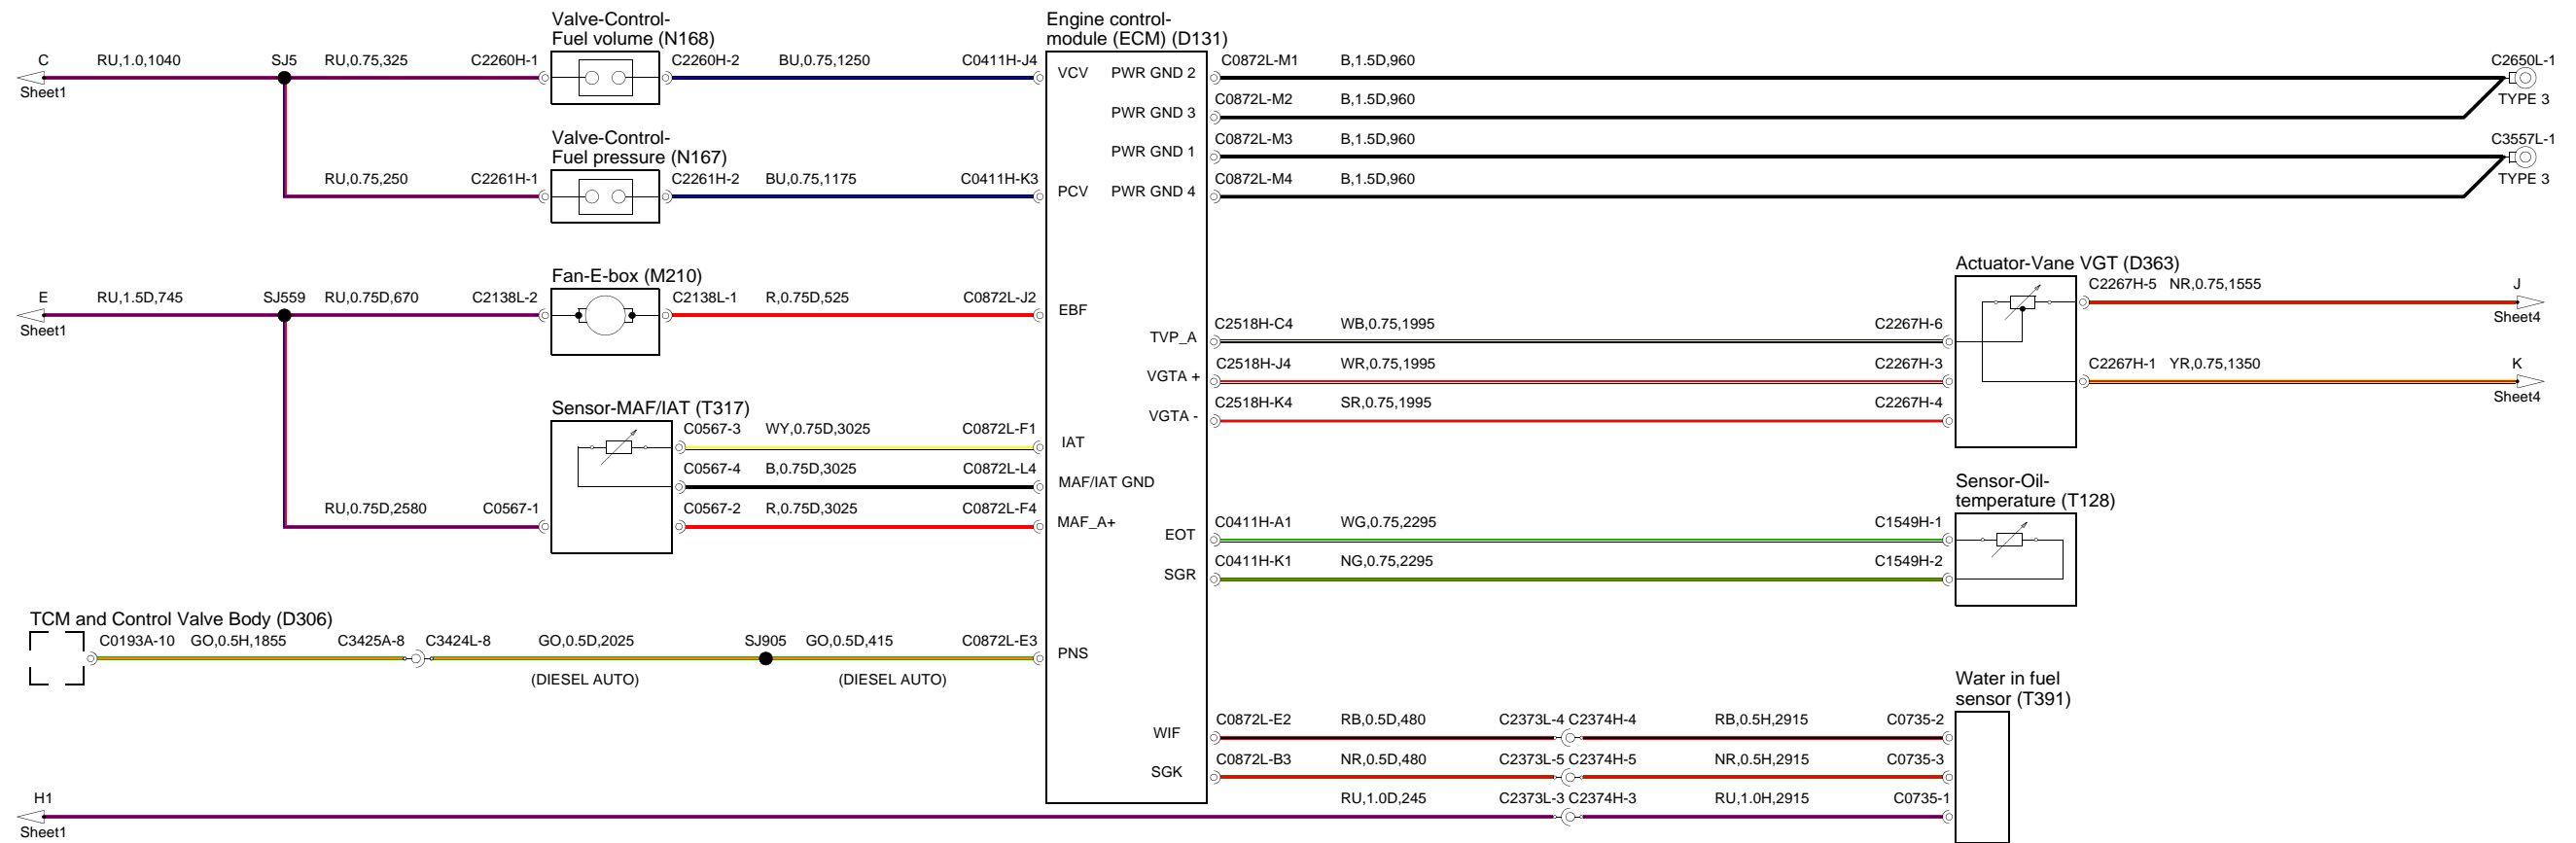 Valve-Control-
Fuel volume (N168)
Engine control-
module (ECM) (D131)
C
RU,1.0,1040
SJ5
RU,0.75,325
C2260H-1
C2260H-2
BU,0.75,1250
C0411H-J4
VCV
PWR GND 2
C0872L-M1
B,1.5D,960
C2650L-1
Sheet1
PWR GND 3
C0872L-M2
B,1.5D,960
TYPE 3
Valve-Control-
Fuel pressure (N167)
PWR GND 1
C0872L-M3
B,1.5D,960
C3557L-1
RU,0.75,250
C2261H-1
C2261H-2
BU,0.75,1175
C0411H-K3
PCV
PWR GND 4
C0872L-M4
B,1.5D,960
TYPE 3
Fan-E-box (M210)
Actuator-Vane VGT (D363)
C2267H-5
NR,0.75,1555
J
Sheet4
E
RU,1.5D,745
SJ559
RU,0.75D,670
C2138L-2
C2138L-1
R,0.75D,525
C0872L-J2
EBF
Sheet1
TVP_A
C2518H-C4
WB,0.75,1995
C2267H-6
VGTA +
C2518H-J4
WR,0.75,1995
C2267H-3
C2267H-1
YR,0.75,1350
K
Sheet4
VGTA -
C2518H-K4
SR,0.75,1995
C2267H-4
Sensor-MAF/IAT (T317)
C0567-3
WY,0.75D,3025
C0872L-F1
IAT
C0567-4
B,0.75D,3025
C0872L-L4
MAF/IAT GND
RU,0.75D,2580
C0567-1
C0567-2
R,0.75D,3025
C0872L-F4
MAF_A+
Sensor-Oil-
temperature (T128)
EOT
C0411H-A1
WG,0.75,2295
C1549H-1
SGR
C0411H-K1
NG,0.75,2295
C1549H-2
TCM and Control Valve Body (D306)
C0193A-10
GO,0.5H,1855
C3425A-8
C3424L-8
GO,0.5D,2025
SJ905
GO,0.5D,415
C0872L-E3
PNS
(DIESEL AUTO)
(DIESEL AUTO)
Water in fuel
sensor (T391)
WIF
C0872L-E2
RB,0.5D,480
C2373L-4
C2374H-4
RB,0.5H,2915
C0735-2
SGK
C0872L-B3
NR,0.5D,480
C2373L-5
C2374H-5
NR,0.5H,2915
C0735-3
H1
RU,1.0D,245
C2373L-3
C2374H-3
RU,1.0H,2915
C0735-1
Sheet1